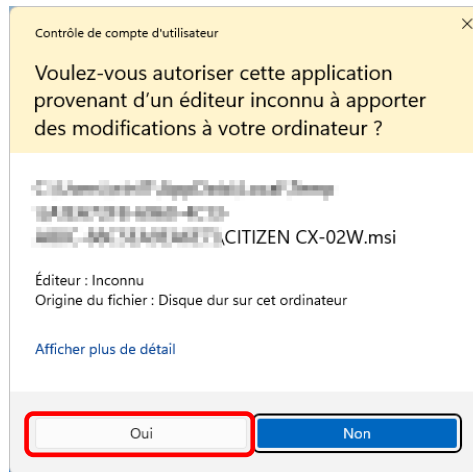 Contrôle de compte d'utilisateur
Voulez-vous autoriser cette application
provenant d'un éditeur inconnu à apporter
des modifications à votre ordinateur ?
\CITIZEN CX-02W.msi
Éditeur : Inconnu
Origine du fichier : Disque dur sur cet ordinateur
Afficher plus de détail
Oui
Non